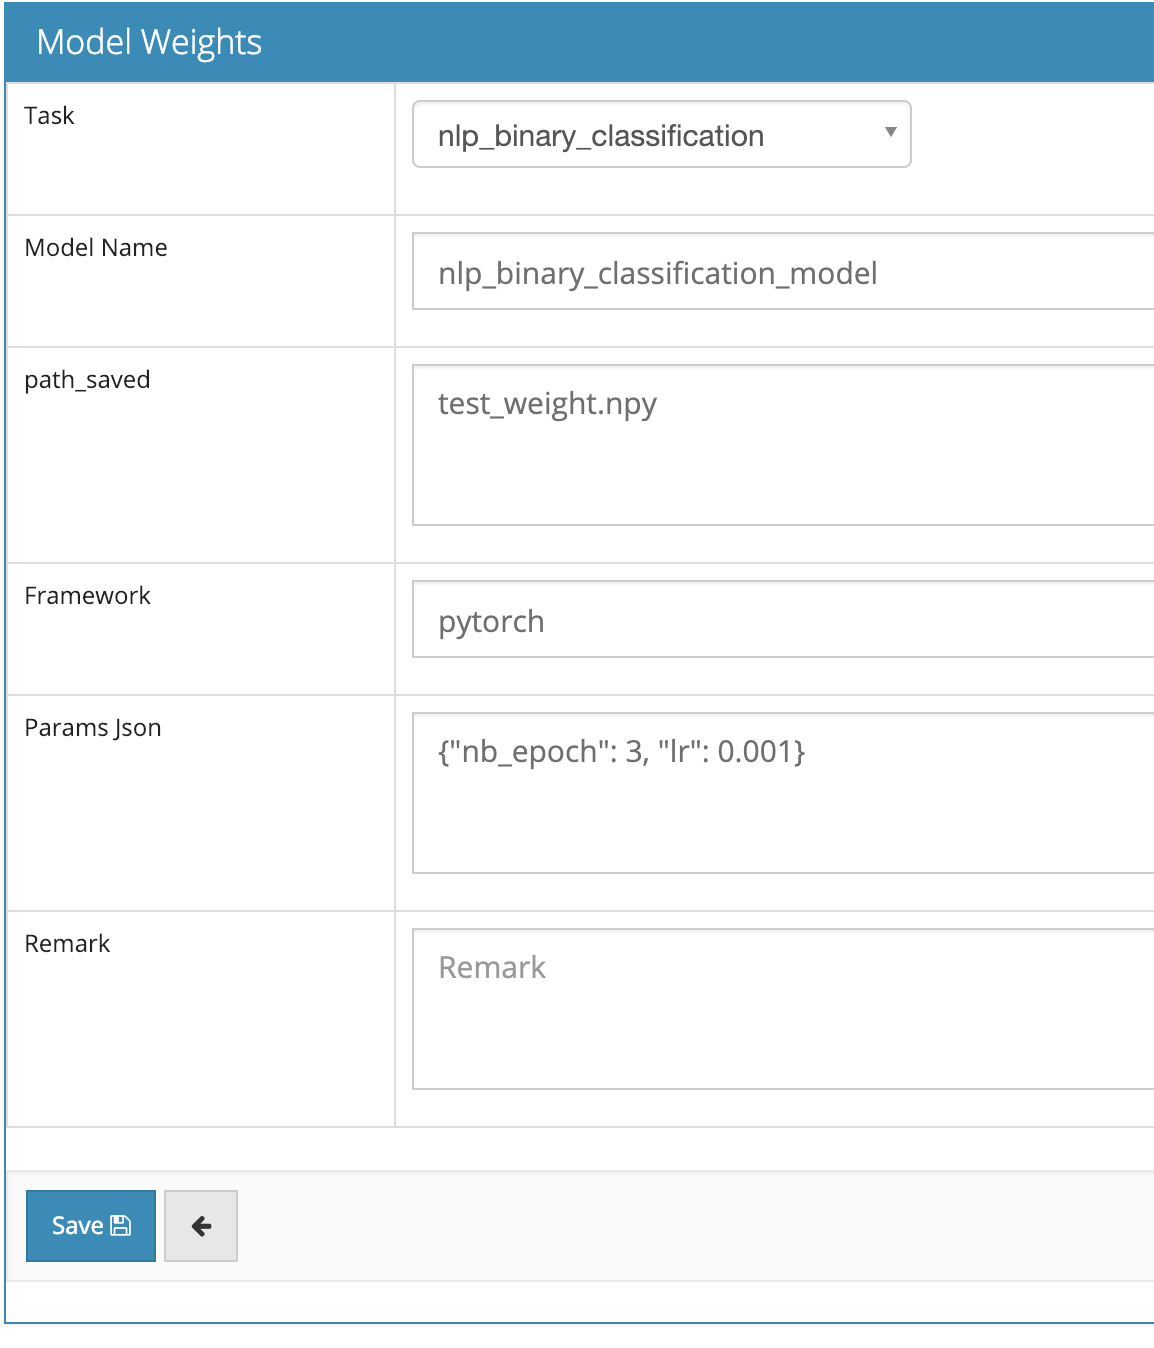 Model Weights
Task
nlp_binary_classification
Model Name
nlp_binary_classification_model
path_saved
test_weight.npy
Framework
pytorch
Params Json
{"nb_epoch": 3, "lr": 0.001}
Remark
Remark
Save